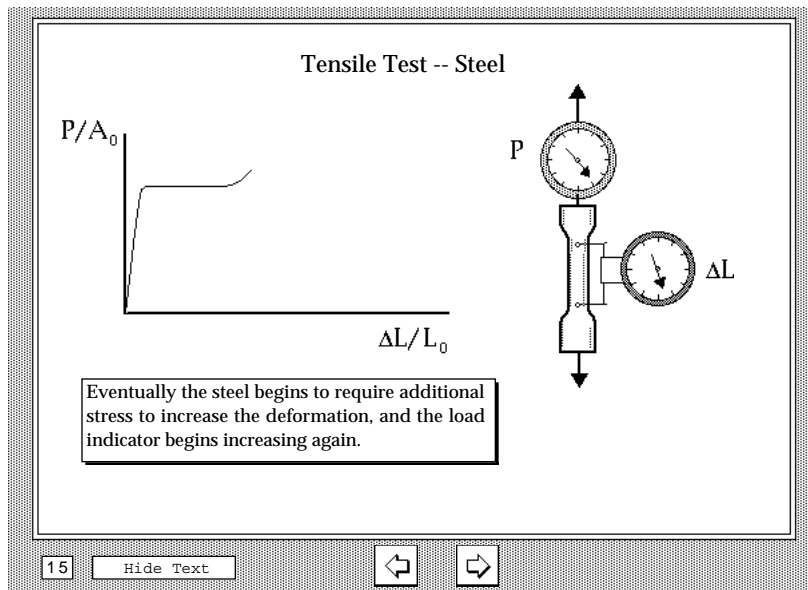 Tensile Test -- Steel
P/A₀
P
ΔL
ΔL/L₀
Eventually the steel begins to require additional
stress to increase the deformation, and the load
indicator begins increasing again.
15
Hide Text